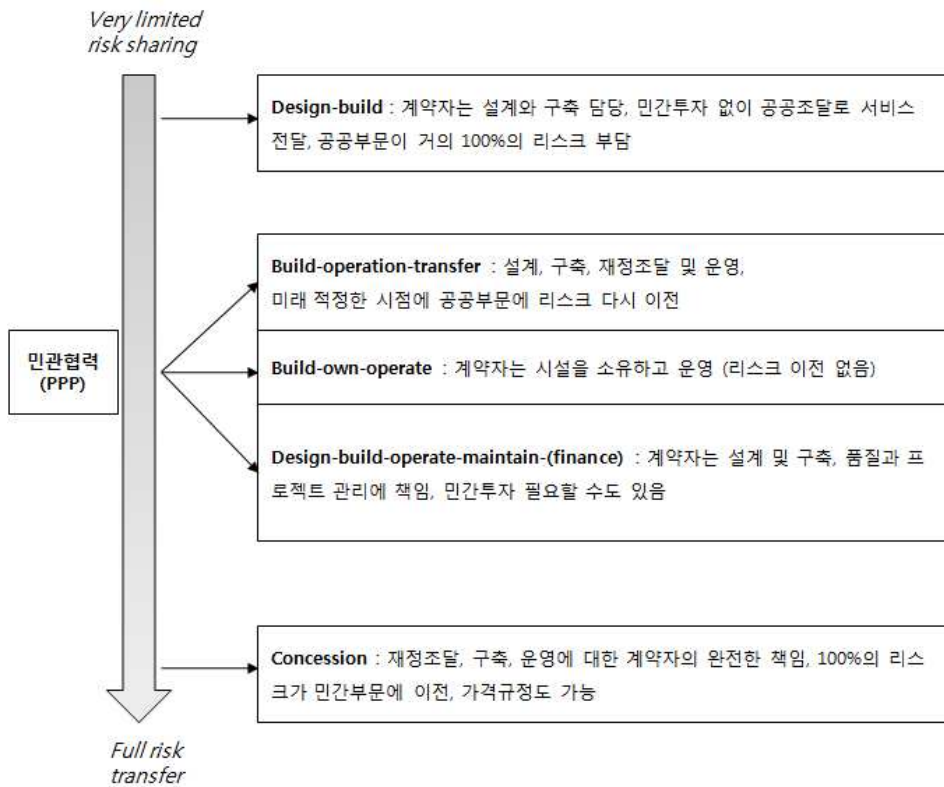 Very limited
risk sharing
Design-build : 계약자는 설계와 구축 담당, 민간투자 없이 공공조달로 서비스
전달, 공공부문이 거의 100%의 리스크 부담
Build-operation-transfer : 설계, 구축, 재정조달 및 운영,
미래 적정한 시점에 공공부문에 리스크 다시 이전
민관협력
(PPP)
Build-own-operate : 계약자는 시설을 소유하고 운영 (리스크 이전 없음)
Design-build-operate-maintain-(finance) : 계약자는 설계 및 구축, 품질과 프
로젝트 관리에 책임, 민간투자 필요할 수도 있음
Concession : 재정조달, 구축, 운영에 대한 계약자의 완전한 책임, 100%의 리스
크가 민간부문에 이전, 가격규정도 가능
Full risk
transfer